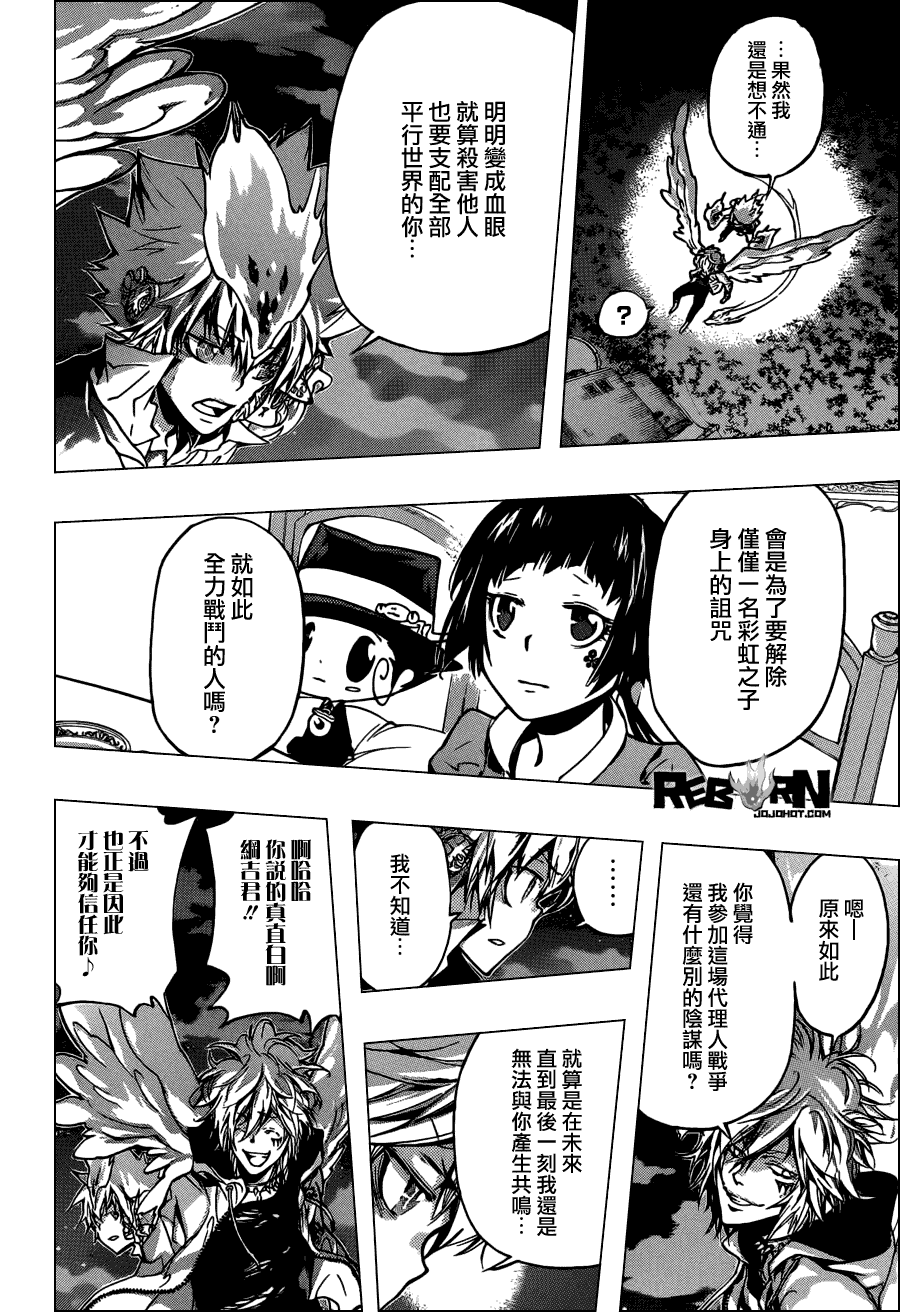 …果然我
還是想不通…
?
明明變成血眼
就算殺害他人
也要支配全部
平行世界的你…
會是為了要解除
僅僅一名彩虹之子
身上的詛咒
就如此
全力戰鬥的人嗎?
REBORN
JOJOHOT.COM
嗯—
原來如此
你覺得
我參加這場代理人戰爭
還有什麼別的陰謀嗎?
……
我不知道…
就算是在未來
直到最後一刻我還是
無法與你產生共鳴…
啊哈哈
你說的真直白啊
綱吉君!!
不過
也正是因此
才能夠信任你♪